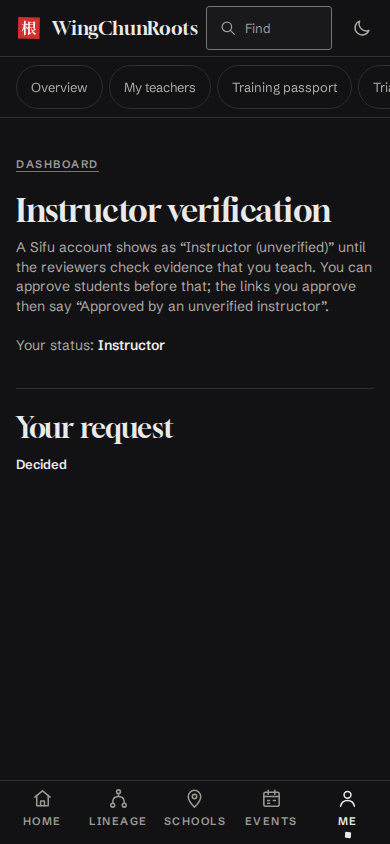 根 WingChunRoots Find
Overview My teachers Training passport Tria
DASHBOARD
Instructor verification
A Sifu account shows as “Instructor (unverified)” until
the reviewers check evidence that you teach. You can
approve students before that; the links you approve
then say “Approved by an unverified instructor”.
Your status: Instructor
Your request
Decided
HOME LINEAGE SCHOOLS EVENTS ME